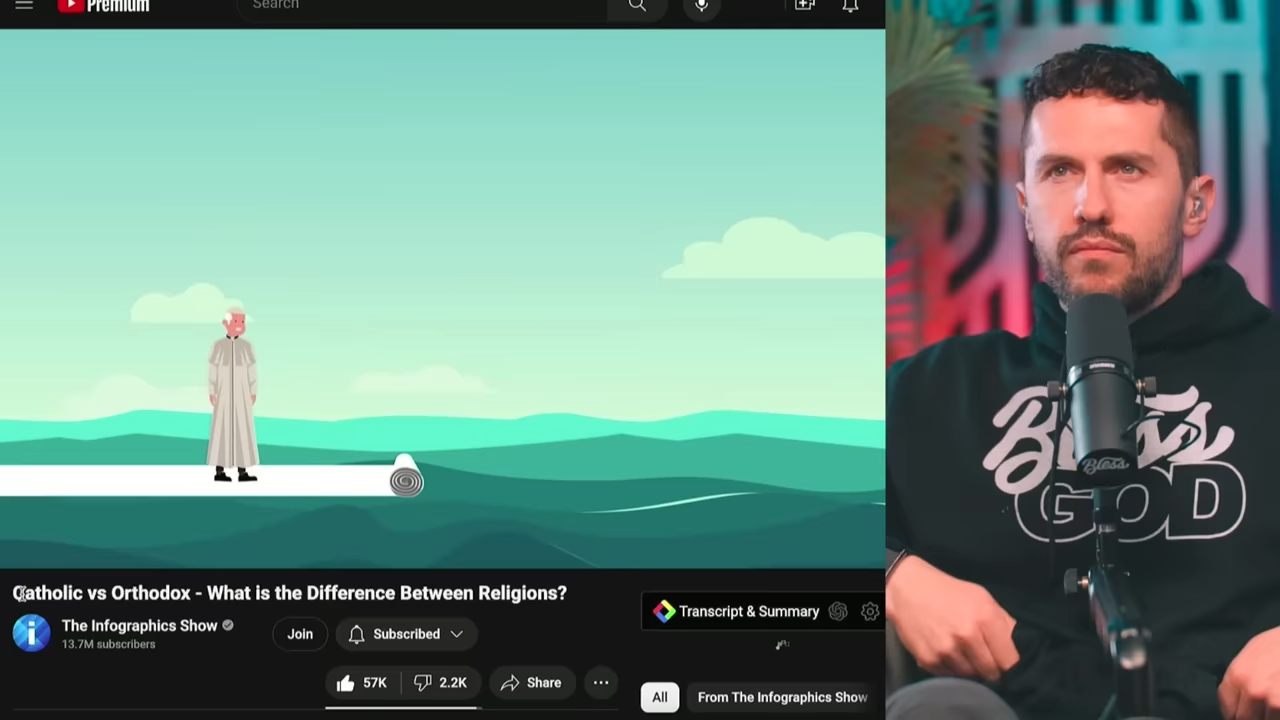 Premium
Search
Catholic vs Orthodox - What is the Difference Between Religions?
The Infographics Show
13.7M subscribers
Join
Subscribed
Transcript & Summary
57K
2.2K
Share
All
From The Infographics Show
Bless
GOD
Bless